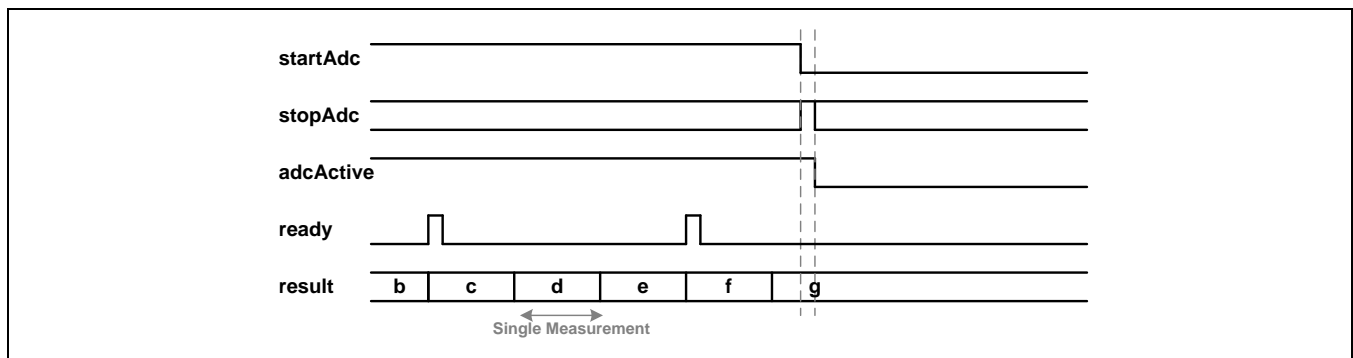 startAdc
stopAdc
adcActive
ready
result b c d e f g
Single Measurement